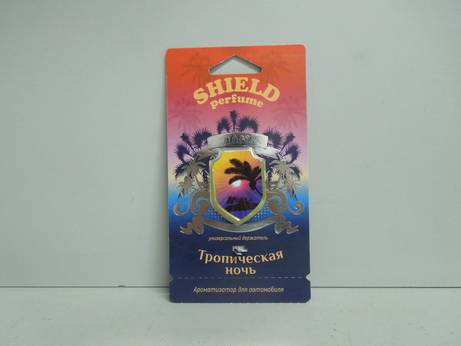 SHIELD
perfume
универсальный держатель
Тропическая
ночь
Ароматизатор для автомобиля